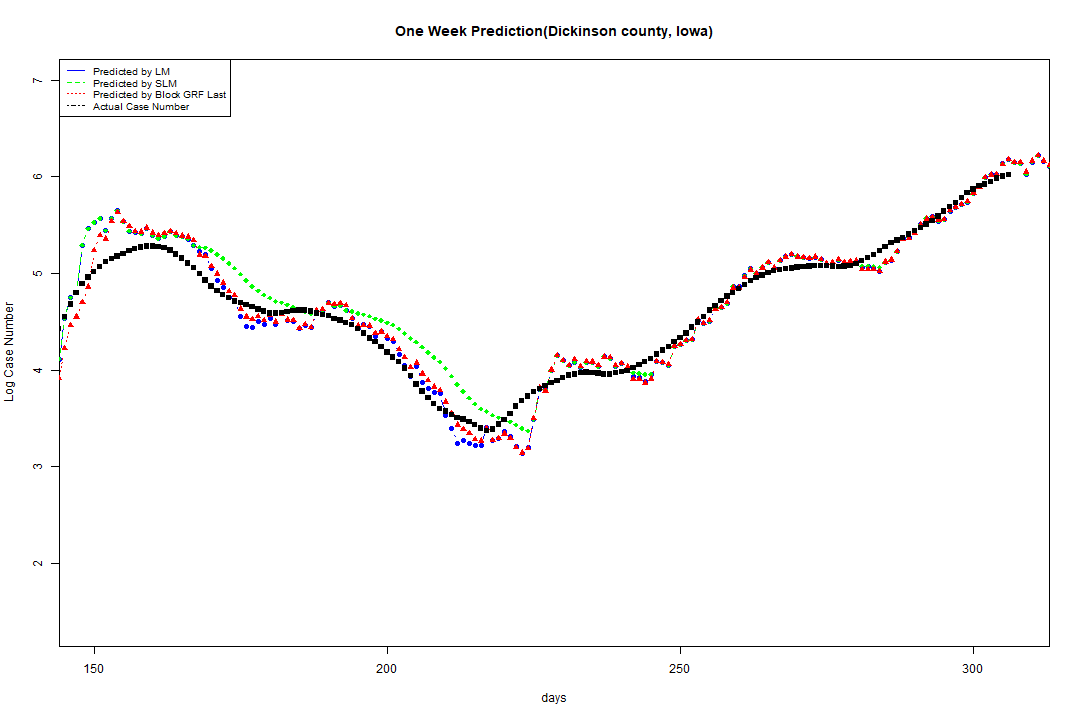 One Week Prediction(Dickinson county, Iowa)
Predicted by LM
Predicted by SLM
Predicted by Block GRF Last
Actual Case Number
7
6
5
4
3
2
Log Case Number
150 200 250 300
days